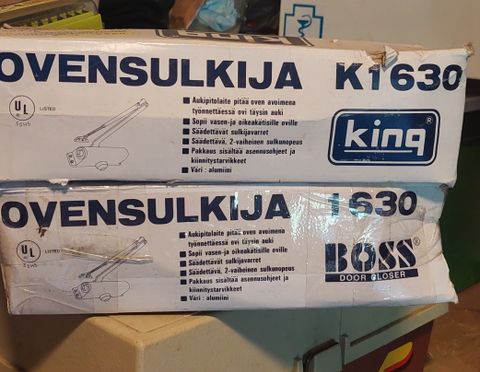 OVENSULKIJA K1630
UL ® LISTED
Aukipitolaite pitää oven avoimena
työnnettäessä ovi täysin auki
Sopii vasen-ja oikeakätisille oville
Säädettävät sulkijavarret
Säädettävä, 2-vaiheinen sulkunopeus
Pakkaus sisältää asennusohjeet ja
kiinnitystarvikkeet
Väri : alumiini
king ®
OVENSULKIJA 1630
UL ® LISTED
Aukipitolaite pitää oven avoimena
työnnettäessä ovi täysin auki
Sopii vasen-ja oikeakätisille oville
Säädettävät sulkijavarret
Säädettävä, 2-vaiheinen sulkunopeus
Pakkaus sisältää asennusohjeet ja
kiinnitystarvikkeet
Väri : alumiini
BOSS ®
DOOR CLOSER